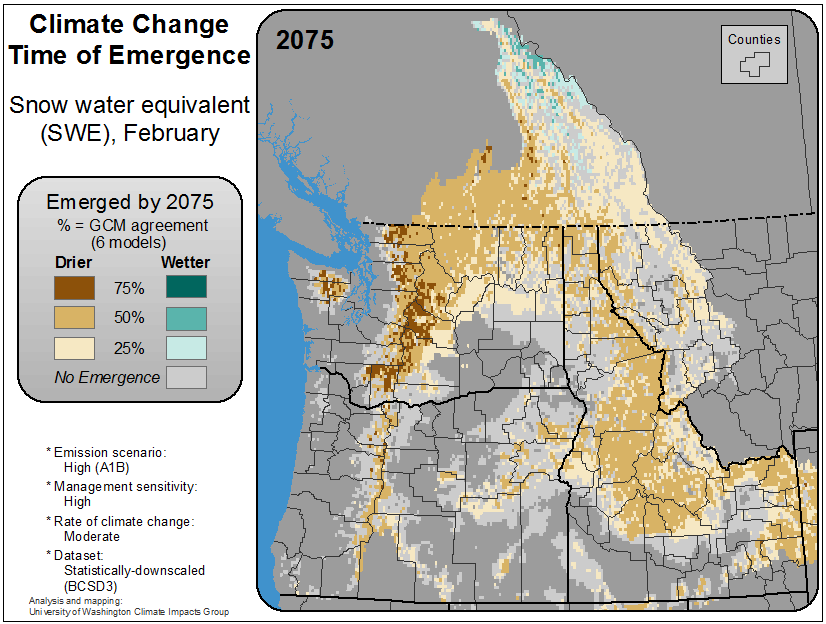 Climate Change
Time of Emergence
Snow water equivalent
(SWE), February
Emerged by 2075
% = GCM agreement
(6 models)
Drier Wetter
75%
50%
25%
No Emergence
* Emission scenario:
High (A1B)
* Management sensitivity:
High
* Rate of climate change:
Moderate
* Dataset:
Statistically-downscaled
(BCSD3)
Analysis and mapping:
University of Washington Climate Impacts Group
2075
Counties